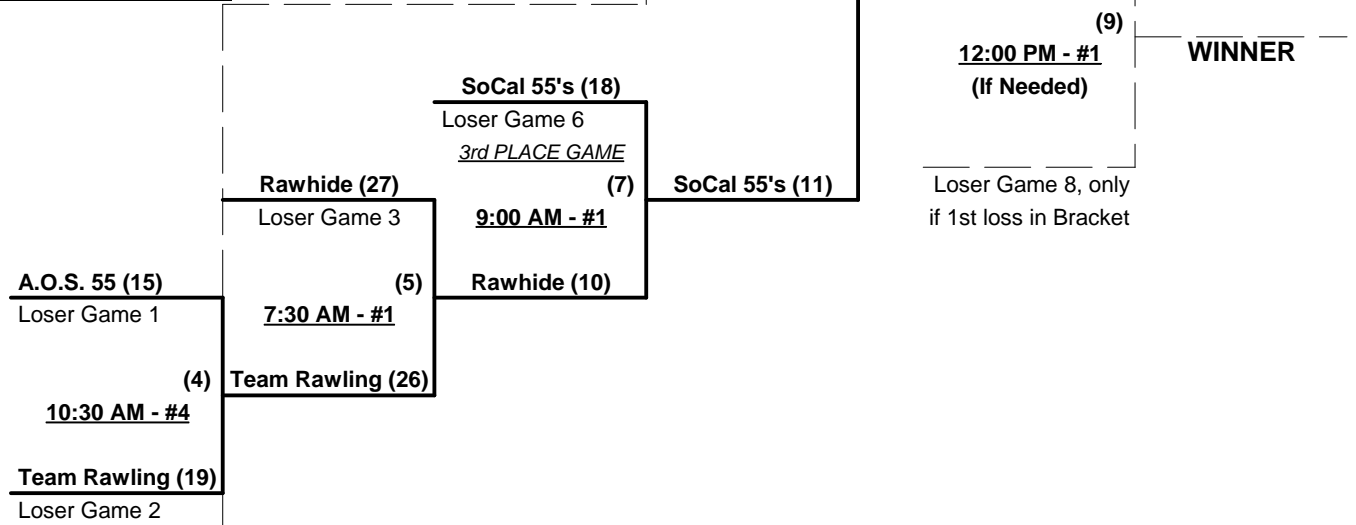 (9)
12:00 PM - #1
WINNER
(If Needed)
SoCal 55's (18)
Loser Game 6
3rd PLACE GAME
Rawhide (27)
(7)
SoCal 55's (11)
Loser Game 8, only
Loser Game 3
9:00 AM - #1
if 1st loss in Bracket
A.O.S. 55 (15)
(5)
Rawhide (10)
Loser Game 1
7:30 AM - #1
(4)
Team Rawling (26)
10:30 AM - #4
Team Rawling (19)
Loser Game 2